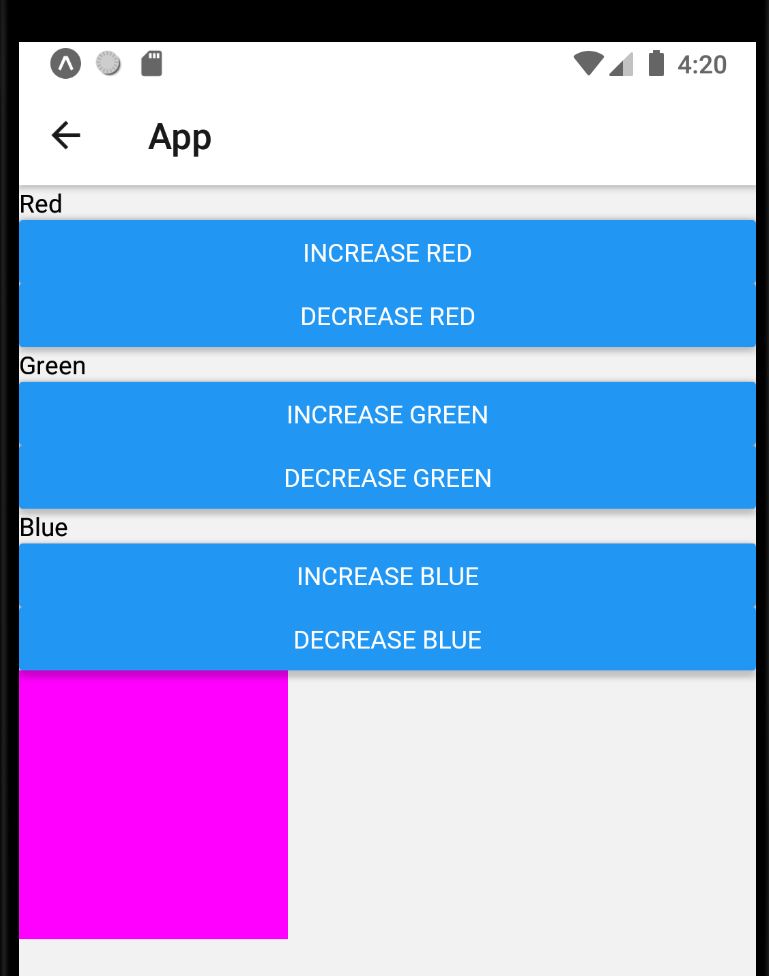 4:20
App
Red
INCREASE RED
DECREASE RED
Green
INCREASE GREEN
DECREASE GREEN
Blue
INCREASE BLUE
DECREASE BLUE